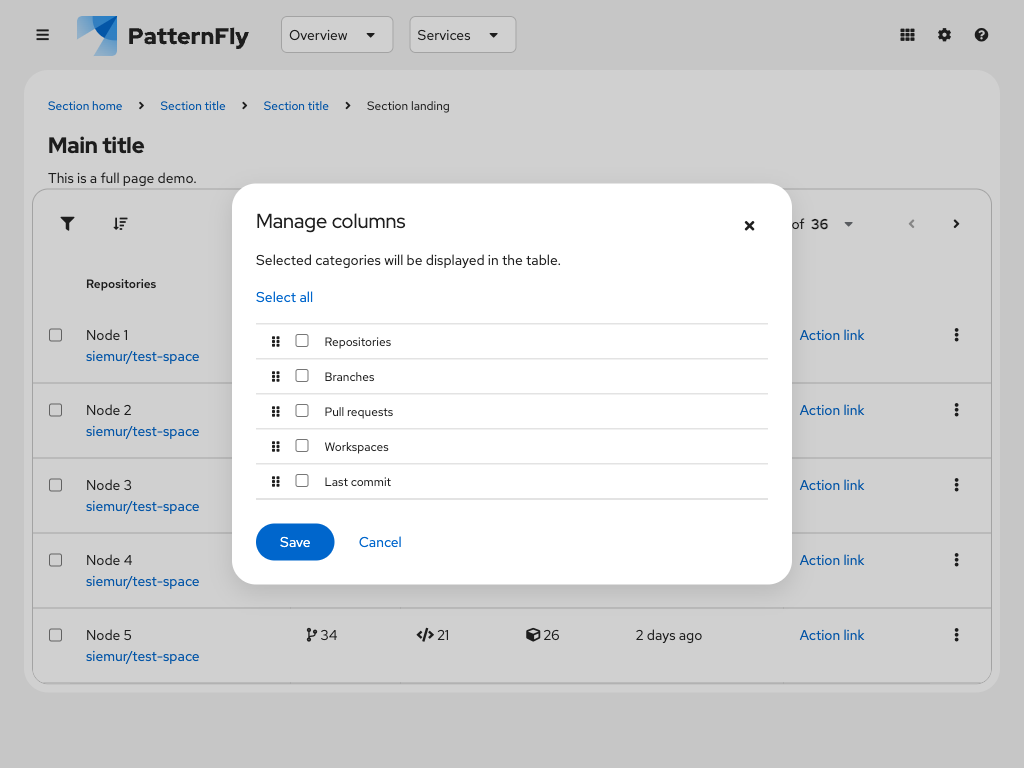 PatternFly
Overview
Services
Section home
Section title
Section title
Section landing
Main title
This is a full page demo.
of 36
Manage columns
Selected categories will be displayed in the table.
Select all
Repositories
Branches
Pull requests
Workspaces
Last commit
Save
Cancel
Repositories
Node 1
siemur/test-space
Action link
Node 2
siemur/test-space
Action link
Node 3
siemur/test-space
Action link
Node 4
siemur/test-space
Action link
Node 5
siemur/test-space
34
21
26
2 days ago
Action link